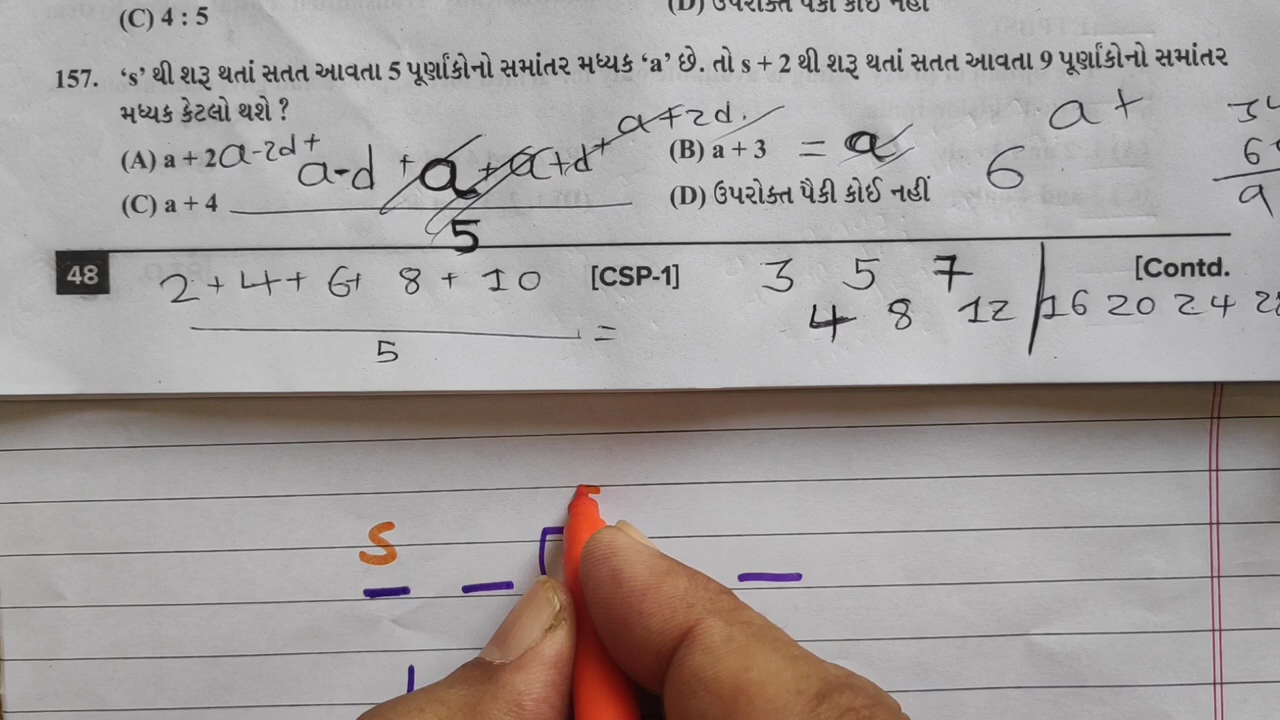 (C) 4 : 5
(D) ઉપરોક્ત પૈકી કોઈ નહીં
157. ‘s’ થી શરૂ થતાં સતત આવતા 5 પૂર્ણાંકોનો સમાંતર મધ્યક ‘a’ છે. તો s + 2 થી શરૂ થતાં સતત આવતા 9 પૂર્ણાંકોનો સમાંતર
મધ્યક કેટલો થશે ?
(A) a + 2
(B) a + 3
(C) a + 4
(D) ઉપરોક્ત પૈકી કોઈ નહીં
a-2d + a-d + a + a+d + a+2d
5
= a
6
a +
48
[CSP-1]
[Contd.
2 + 4 + 6 + 8 + 10
5
=
3 5 7
4 8 12 16 20 24
S